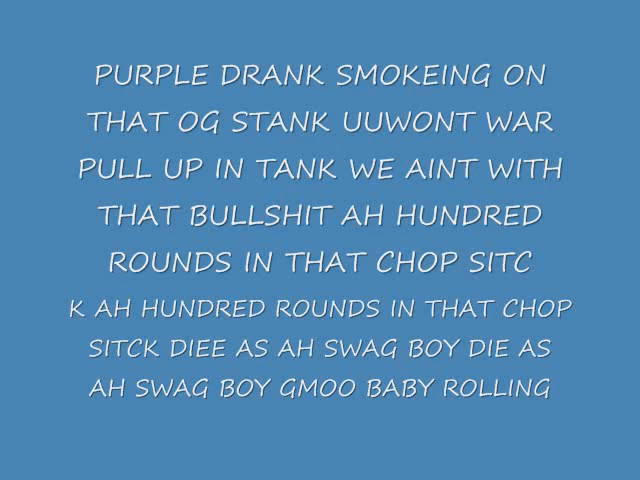 PURPLE DRANK SMOKEING ON
THAT OG STANK UUWONT WAR
PULL UP IN TANK WE AINT WITH
THAT BULLSHIT AH HUNDRED
ROUNDS IN THAT CHOP SITC
K AH HUNDRED ROUNDS IN THAT CHOP
SITCK DIEE AS AH SWAG BOY DIE AS
AH SWAG BOY GMOO BABY ROLLING